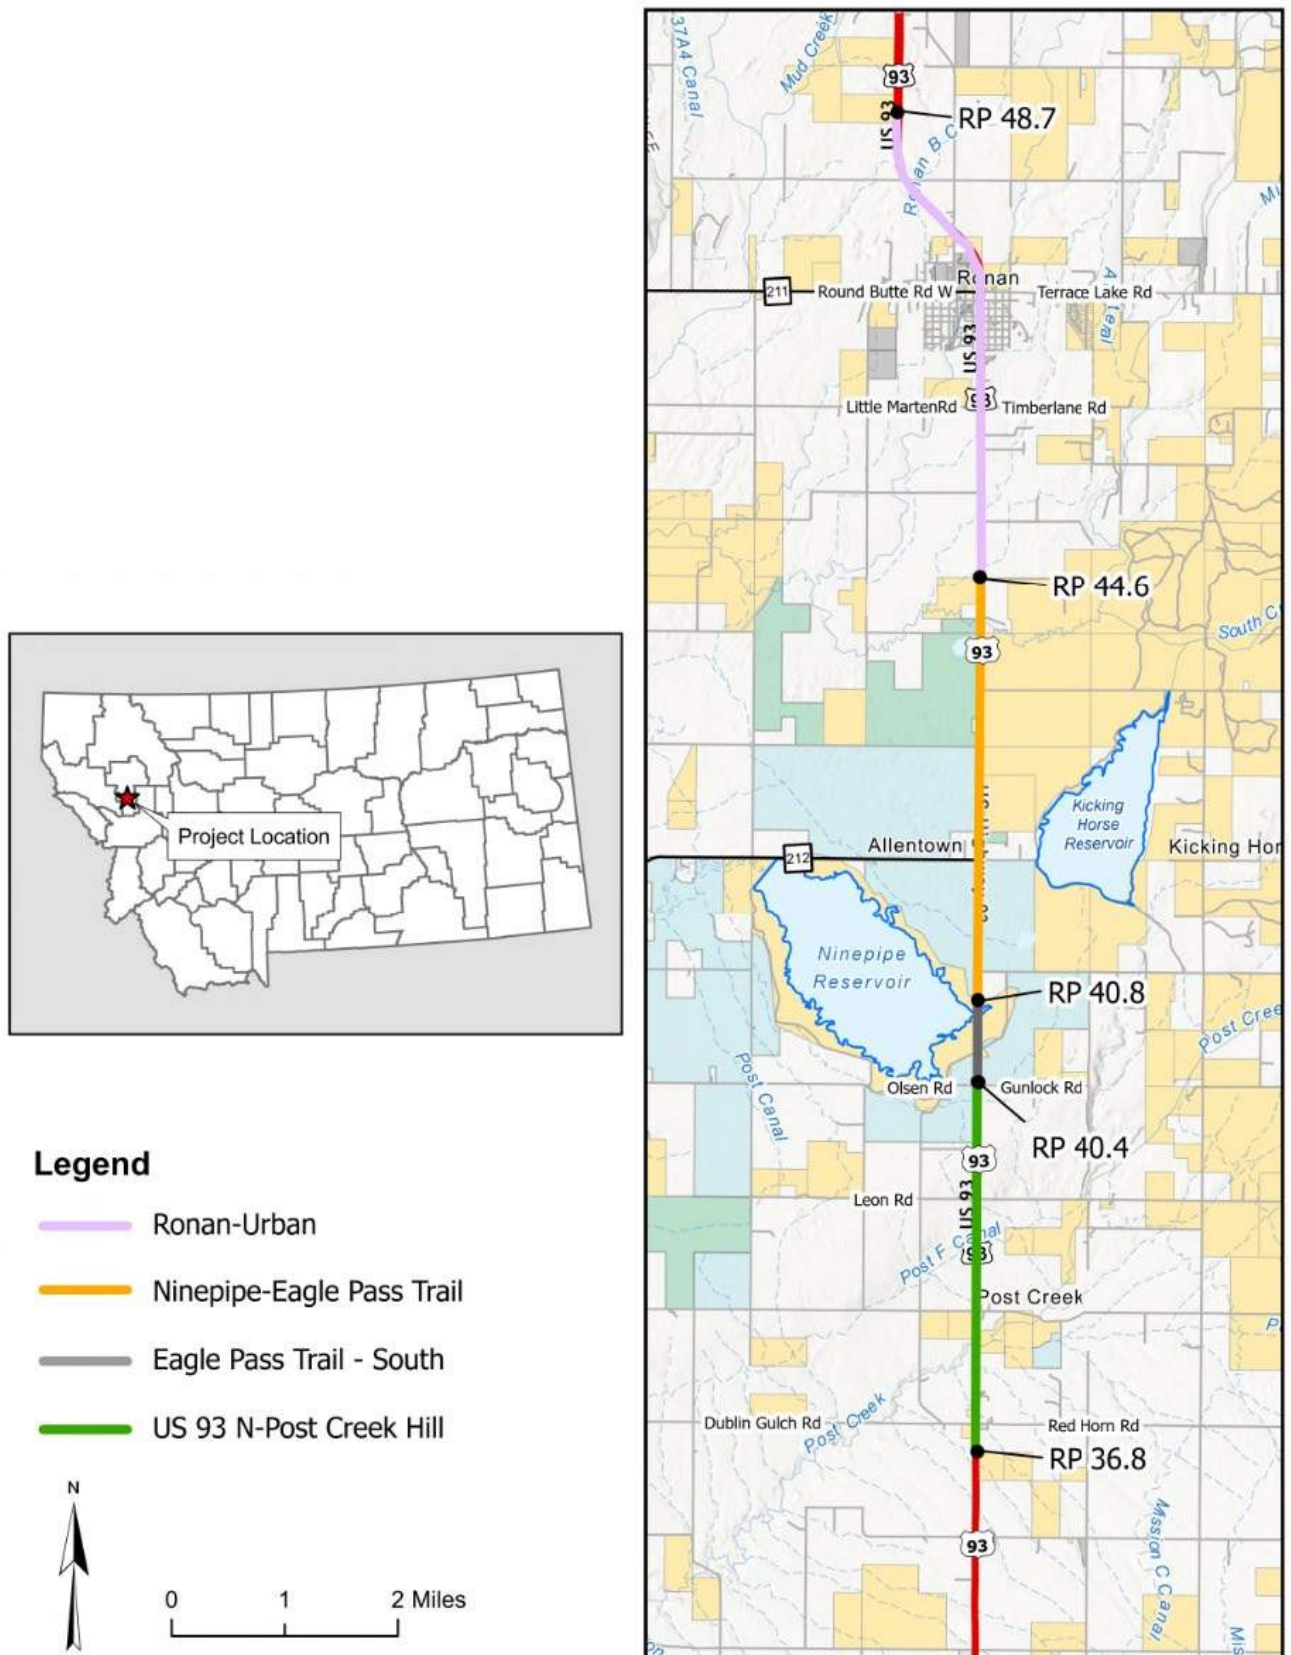 37A4 Canal
Mud Creek
93
US 93
RP 48.7
Ronan
211
Round Butte Rd W
Terrace Lake Rd
US 93
Little MartenRd
93
Timberlane Rd
RP 44.6
93
South
Project Location
Kicking
Horse
Reservoir
Allentown
212
Kicking Hor
Ninepipe
Reservoir
RP 40.8
Post Cree
Post Canal
Olsen Rd
Gunlock Rd
RP 40.4
93
Leon Rd
US 93
Post F Canal
93
Post Creek
Legend
Ronan-Urban
Ninepipe-Eagle Pass Trail
Eagle Pass Trail - South
US 93 N-Post Creek Hill
Dublin Gulch Rd
Post Creek
Red Horn Rd
RP 36.8
N
93
Mission C Canal
0 1 2 Miles
Mis